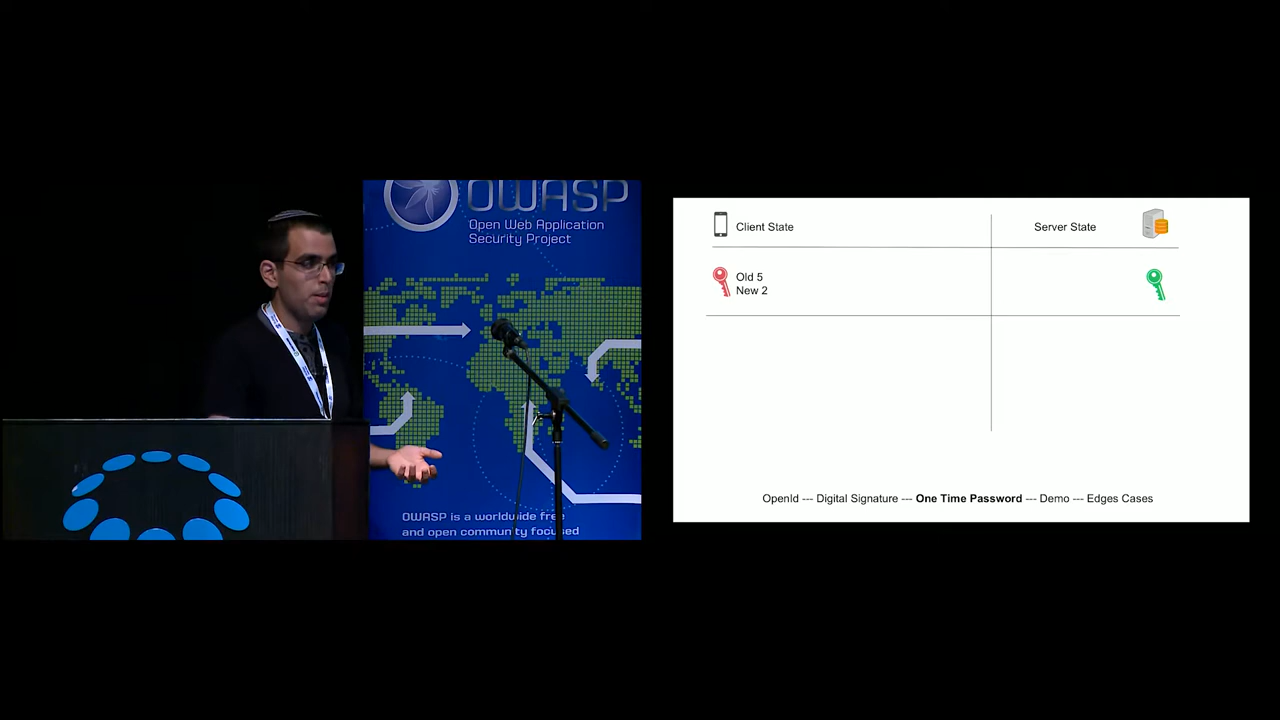 OWASP
Open Web Application
Security Project
OWASP is a worldwide free
and open community focused
Client State
Server State
Old 5
New 2
OpenId --- Digital Signature --- One Time Password --- Demo --- Edges Cases